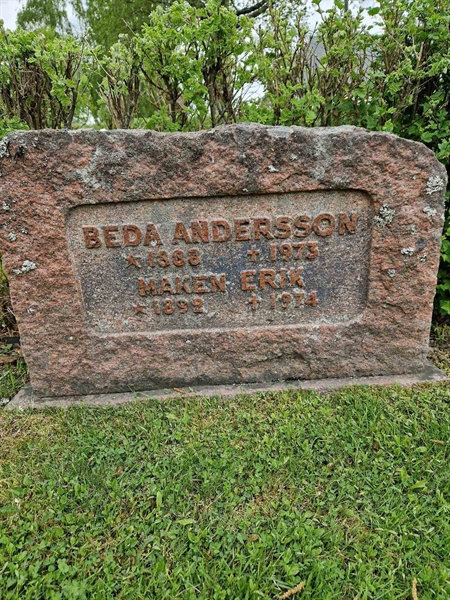 BEDA ANDERSSON
* 1888 ✝ 1973
MAKEN ERIK
* 1892 ✝ 1974